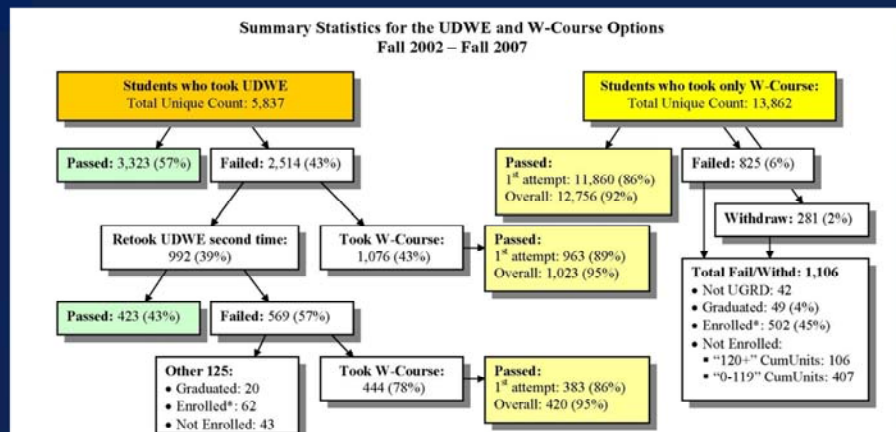 Summary Statistics for the UDWE and W-Course Options
Fall 2002 – Fall 2007
Students who took UDWE
Total Unique Count: 5,837
Students who took only W-Course:
Total Unique Count: 13,862
Passed: 3,323 (57%)
Failed: 2,514 (43%)
Passed:
1st attempt: 11,860 (86%)
Overall: 12,756 (92%)
Failed: 825 (6%)
Withdraw: 281 (2%)
Retook UDWE second time:
992 (39%)
Took W-Course:
1,076 (43%)
Passed:
1st attempt: 963 (89%)
Overall: 1,023 (95%)
Total Fail/Withd: 1,106
• Not UGRD: 42
• Graduated: 49 (4%)
• Enrolled*: 502 (45%)
• Not Enrolled:
▪ “120+” CumUnits: 106
▪ “0-119” CumUnits: 407
Passed: 423 (43%)
Failed: 569 (57%)
Other 125:
• Graduated: 20
• Enrolled*: 62
• Not Enrolled: 43
Took W-Course:
444 (78%)
Passed:
1st attempt: 383 (86%)
Overall: 420 (95%)